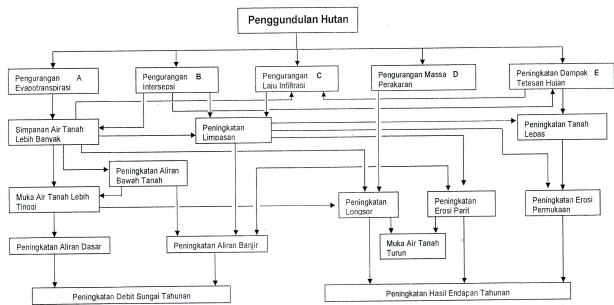 Penggundulan Hutan
Pengurangan A
Evapotranspirasi
Pengurangan B
Intersepsi
Pengurangan C
Laju Infiltrasi
Pengurangan Massa D
Perakaran
Peningkatan Dampak E
Tetesan Hujan
Simpanan Air Tanah
Lebih Banyak
Peningkatan
Limpasan
Peningkatan Tanah
Lepas
Peningkatan Aliran
Bawah Tanah
Muka Air Tanah Lebih
Tinggi
Peningkatan
Longsor
Peningkatan
Erosi Parit
Peningkatan Erosi
Permukaan
Peningkatan Aliran Dasar
Peningkatan Aliran Banjir
Muka Air Tanah
Turun
Peningkatan Debit Sungai Tahunan
Peningkatan Hasil Endapan Tahunan